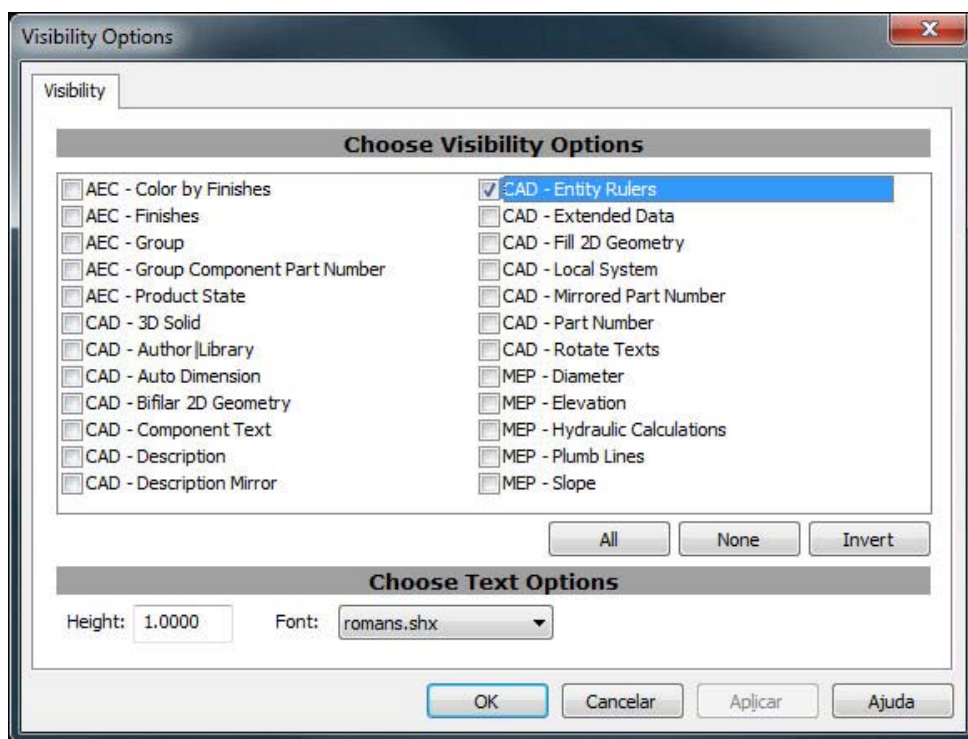 Visibility Options
Visibility
Choose Visibility Options
AEC - Color by Finishes
AEC - Finishes
AEC - Group
AEC - Group Component Part Number
AEC - Product State
CAD - 3D Solid
CAD - Author|Library
CAD - Auto Dimension
CAD - Bifilar 2D Geometry
CAD - Component Text
CAD - Description
CAD - Description Mirror
CAD - Entity Rulers
CAD - Extended Data
CAD - Fill 2D Geometry
CAD - Local System
CAD - Mirrored Part Number
CAD - Part Number
CAD - Rotate Texts
MEP - Diameter
MEP - Elevation
MEP - Hydraulic Calculations
MEP - Plumb Lines
MEP - Slope
All None Invert
Choose Text Options
Height: 1.0000 Font: romans.shx
OK Cancelar Aplicar Ajuda